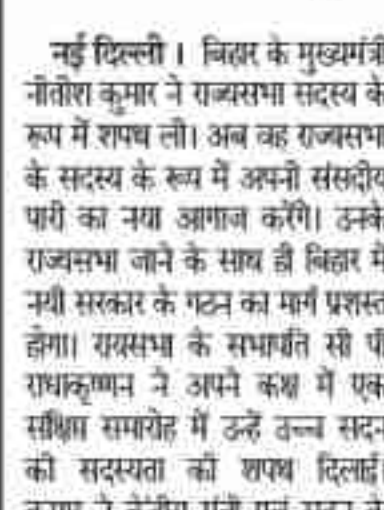 नई दिल्ली । बिहार के मुख्यमंत्री
नीतीश कुमार ने राज्यसभा सदस्य के
रूप में शपथ ली। अब वह राज्यसभा
के सदस्य के रूप में अपनी संसदीय
पारी का नया आगाज करेंगे। उनके
राज्यसभा जाने के साथ ही बिहार में
नयी सरकार के गठन का मार्ग प्रशस्त
होगा। रायसभा के सभापति सी पी
राधाकृष्णन ने अपने कक्ष में एक
संक्षिप्त समारोह में उन्हें उच्च सदन
की सदस्यता की शपथ दिलाई।